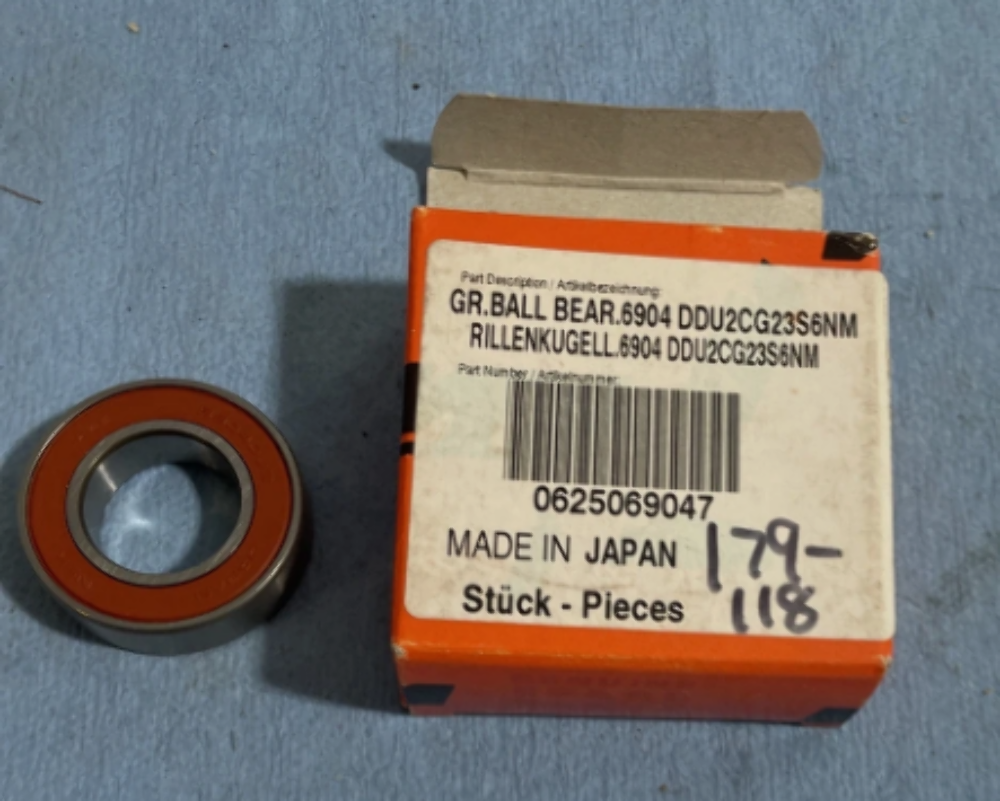 Part Description / Artikelbezeichnung:
GR.BALL BEAR.6904 DDU2CG23S6NM
RILLENKUGELL.6904 DDU2CG23S6NM
Part Number / Artikelnummer:
0625069047
MADE IN JAPAN
179-
118
Stück - Pieces